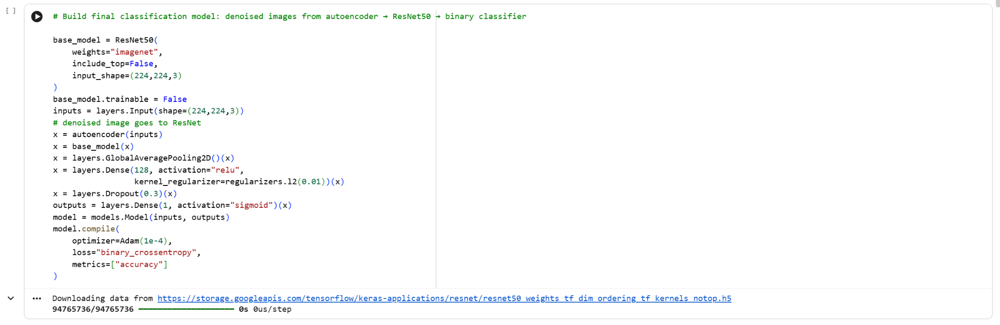 [ ]
# Build final classification model: denoised images from autoencoder → ResNet50 → binary classifier
base_model = ResNet50(
    weights="imagenet",
    include_top=False,
    input_shape=(224,224,3)
)
base_model.trainable = False
inputs = layers.Input(shape=(224,224,3))
# denoised image goes to ResNet
x = autoencoder(inputs)
x = base_model(x)
x = layers.GlobalAveragePooling2D()(x)
x = layers.Dense(128, activation="relu",
                 kernel_regularizer=regularizers.l2(0.01))(x)
x = layers.Dropout(0.3)(x)
outputs = layers.Dense(1, activation="sigmoid")(x)
model = models.Model(inputs, outputs)
model.compile(
    optimizer=Adam(1e-4),
    loss="binary_crossentropy",
    metrics=["accuracy"]
)
Downloading data from https://storage.googleapis.com/tensorflow/keras-applications/resnet/resnet50_weights_tf_dim_ordering_tf_kernels_notop.h5
94765736/94765736 ━━━━━━━━━━━━━━━━━━━━ 0s 0us/step